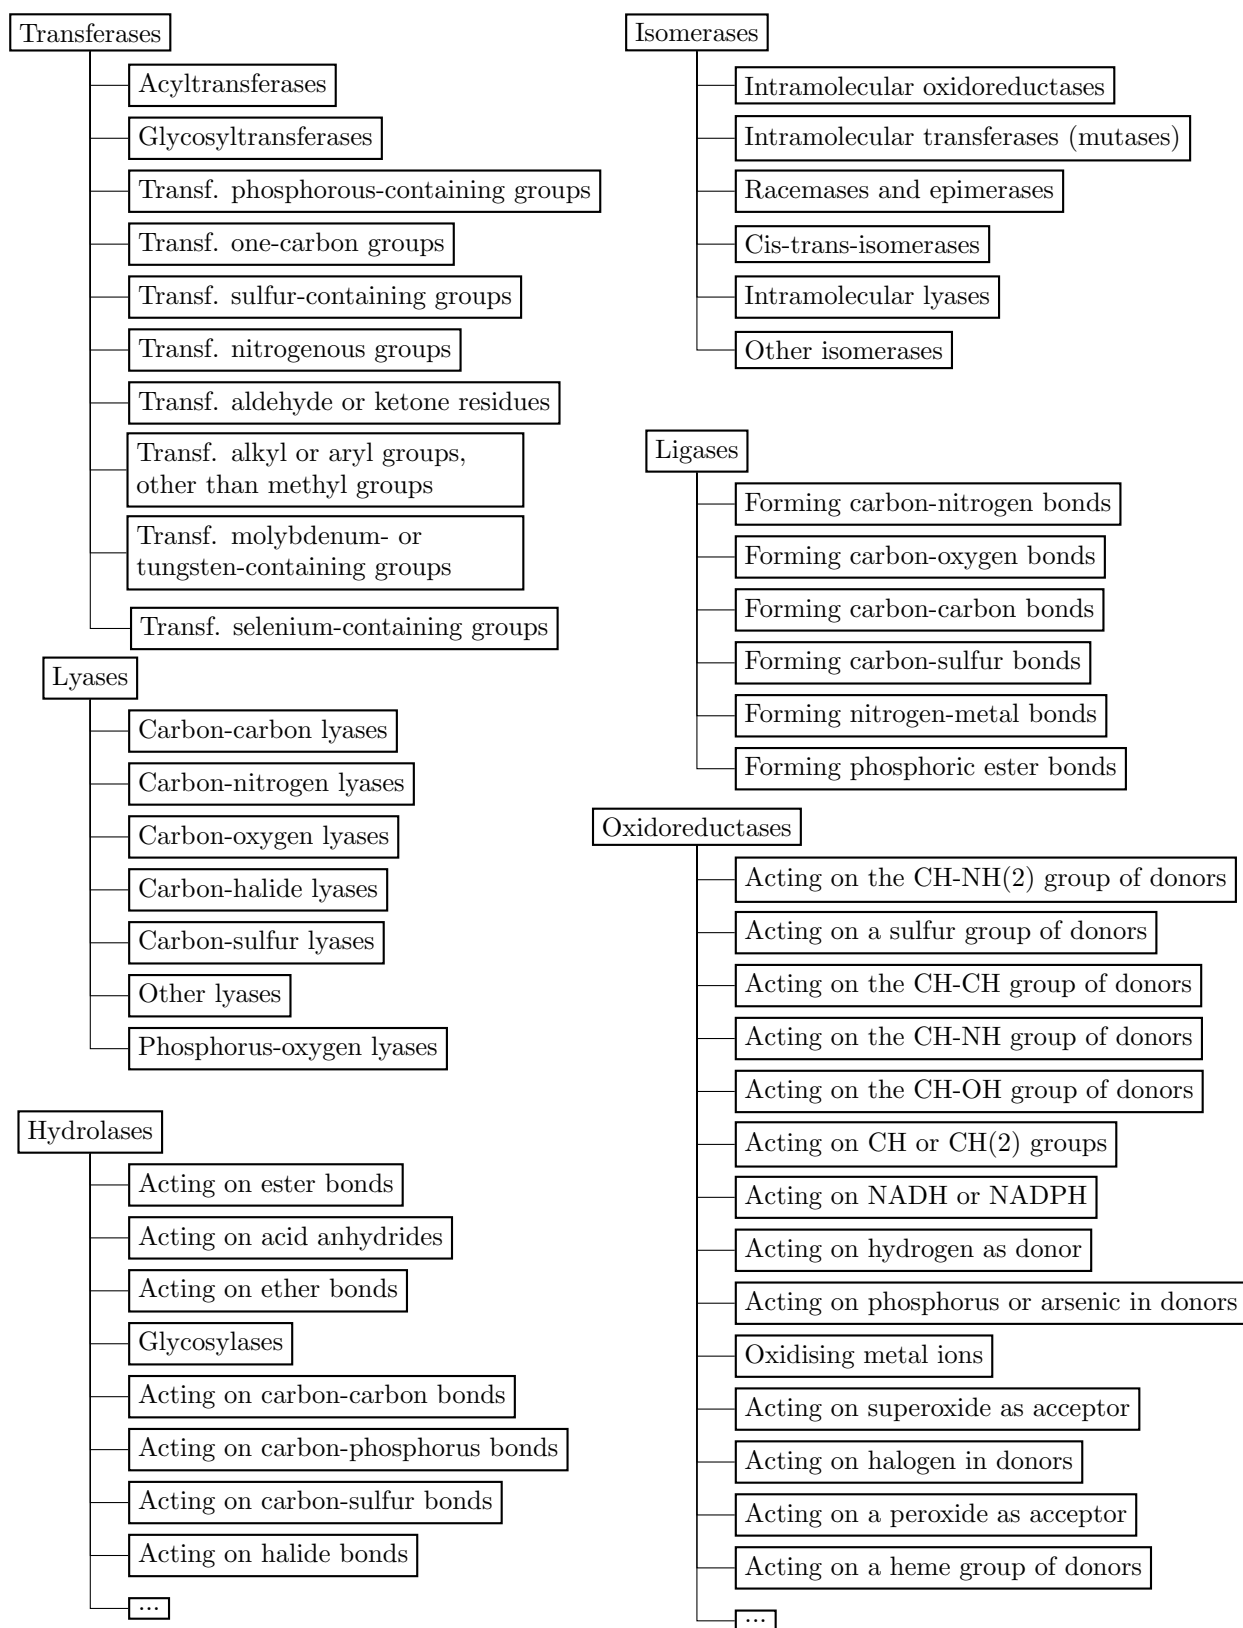 Transferases
Acyltransferases
Glycosyltransferases
Transf. phosphorous-containing groups
Transf. one-carbon groups
Transf. sulfur-containing groups
Transf. nitrogenous groups
Transf. aldehyde or ketone residues
Transf. alkyl or aryl groups,
other than methyl groups
Transf. molybdenum- or
tungsten-containing groups
Transf. selenium-containing groups
Lyases
Carbon-carbon lyases
Carbon-nitrogen lyases
Carbon-oxygen lyases
Carbon-halide lyases
Carbon-sulfur lyases
Other lyases
Phosphorus-oxygen lyases
Hydrolases
Acting on ester bonds
Acting on acid anhydrides
Acting on ether bonds
Glycosylases
Acting on carbon-carbon bonds
Acting on carbon-phosphorus bonds
Acting on carbon-sulfur bonds
Acting on halide bonds
...
Isomerases
Intramolecular oxidoreductases
Intramolecular transferases (mutases)
Racemases and epimerases
Cis-trans-isomerases
Intramolecular lyases
Other isomerases
Ligases
Forming carbon-nitrogen bonds
Forming carbon-oxygen bonds
Forming carbon-carbon bonds
Forming carbon-sulfur bonds
Forming nitrogen-metal bonds
Forming phosphoric ester bonds
Oxidoreductases
Acting on the CH-NH(2) group of donors
Acting on a sulfur group of donors
Acting on the CH-CH group of donors
Acting on the CH-NH group of donors
Acting on the CH-OH group of donors
Acting on CH or CH(2) groups
Acting on NADH or NADPH
Acting on hydrogen as donor
Acting on phosphorus or arsenic in donors
Oxidising metal ions
Acting on superoxide as acceptor
Acting on halogen in donors
Acting on a peroxide as acceptor
Acting on a heme group of donors
...